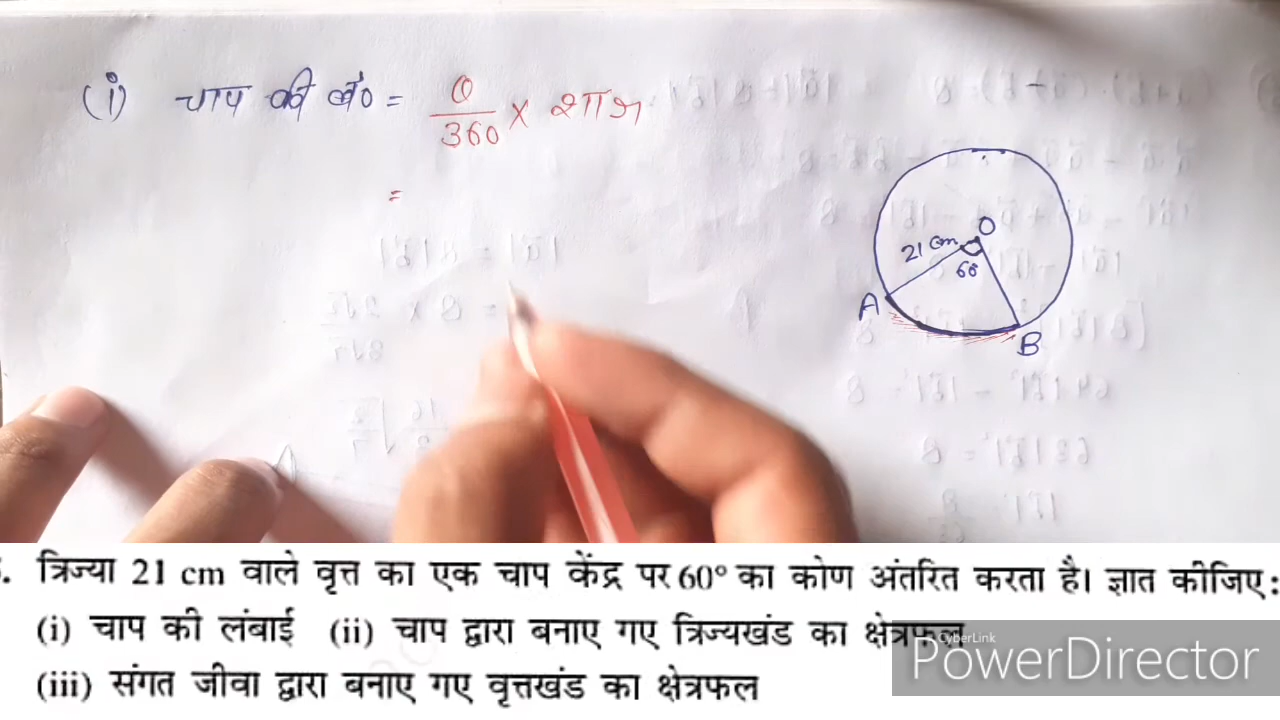 (i) चाप की लं० = θ/360 × 2πr
=
O
21 cm
60°
A
B
. त्रिज्या 21 cm वाले वृत्त का एक चाप केंद्र पर 60° का कोण अंतरित करता है। ज्ञात कीजिए:
(i) चाप की लंबाई (ii) चाप द्वारा बनाए गए त्रिज्यखंड का क्षेत्रफल
(iii) संगत जीवा द्वारा बनाए गए वृत्तखंड का क्षेत्रफल
CyberLink
PowerDirector